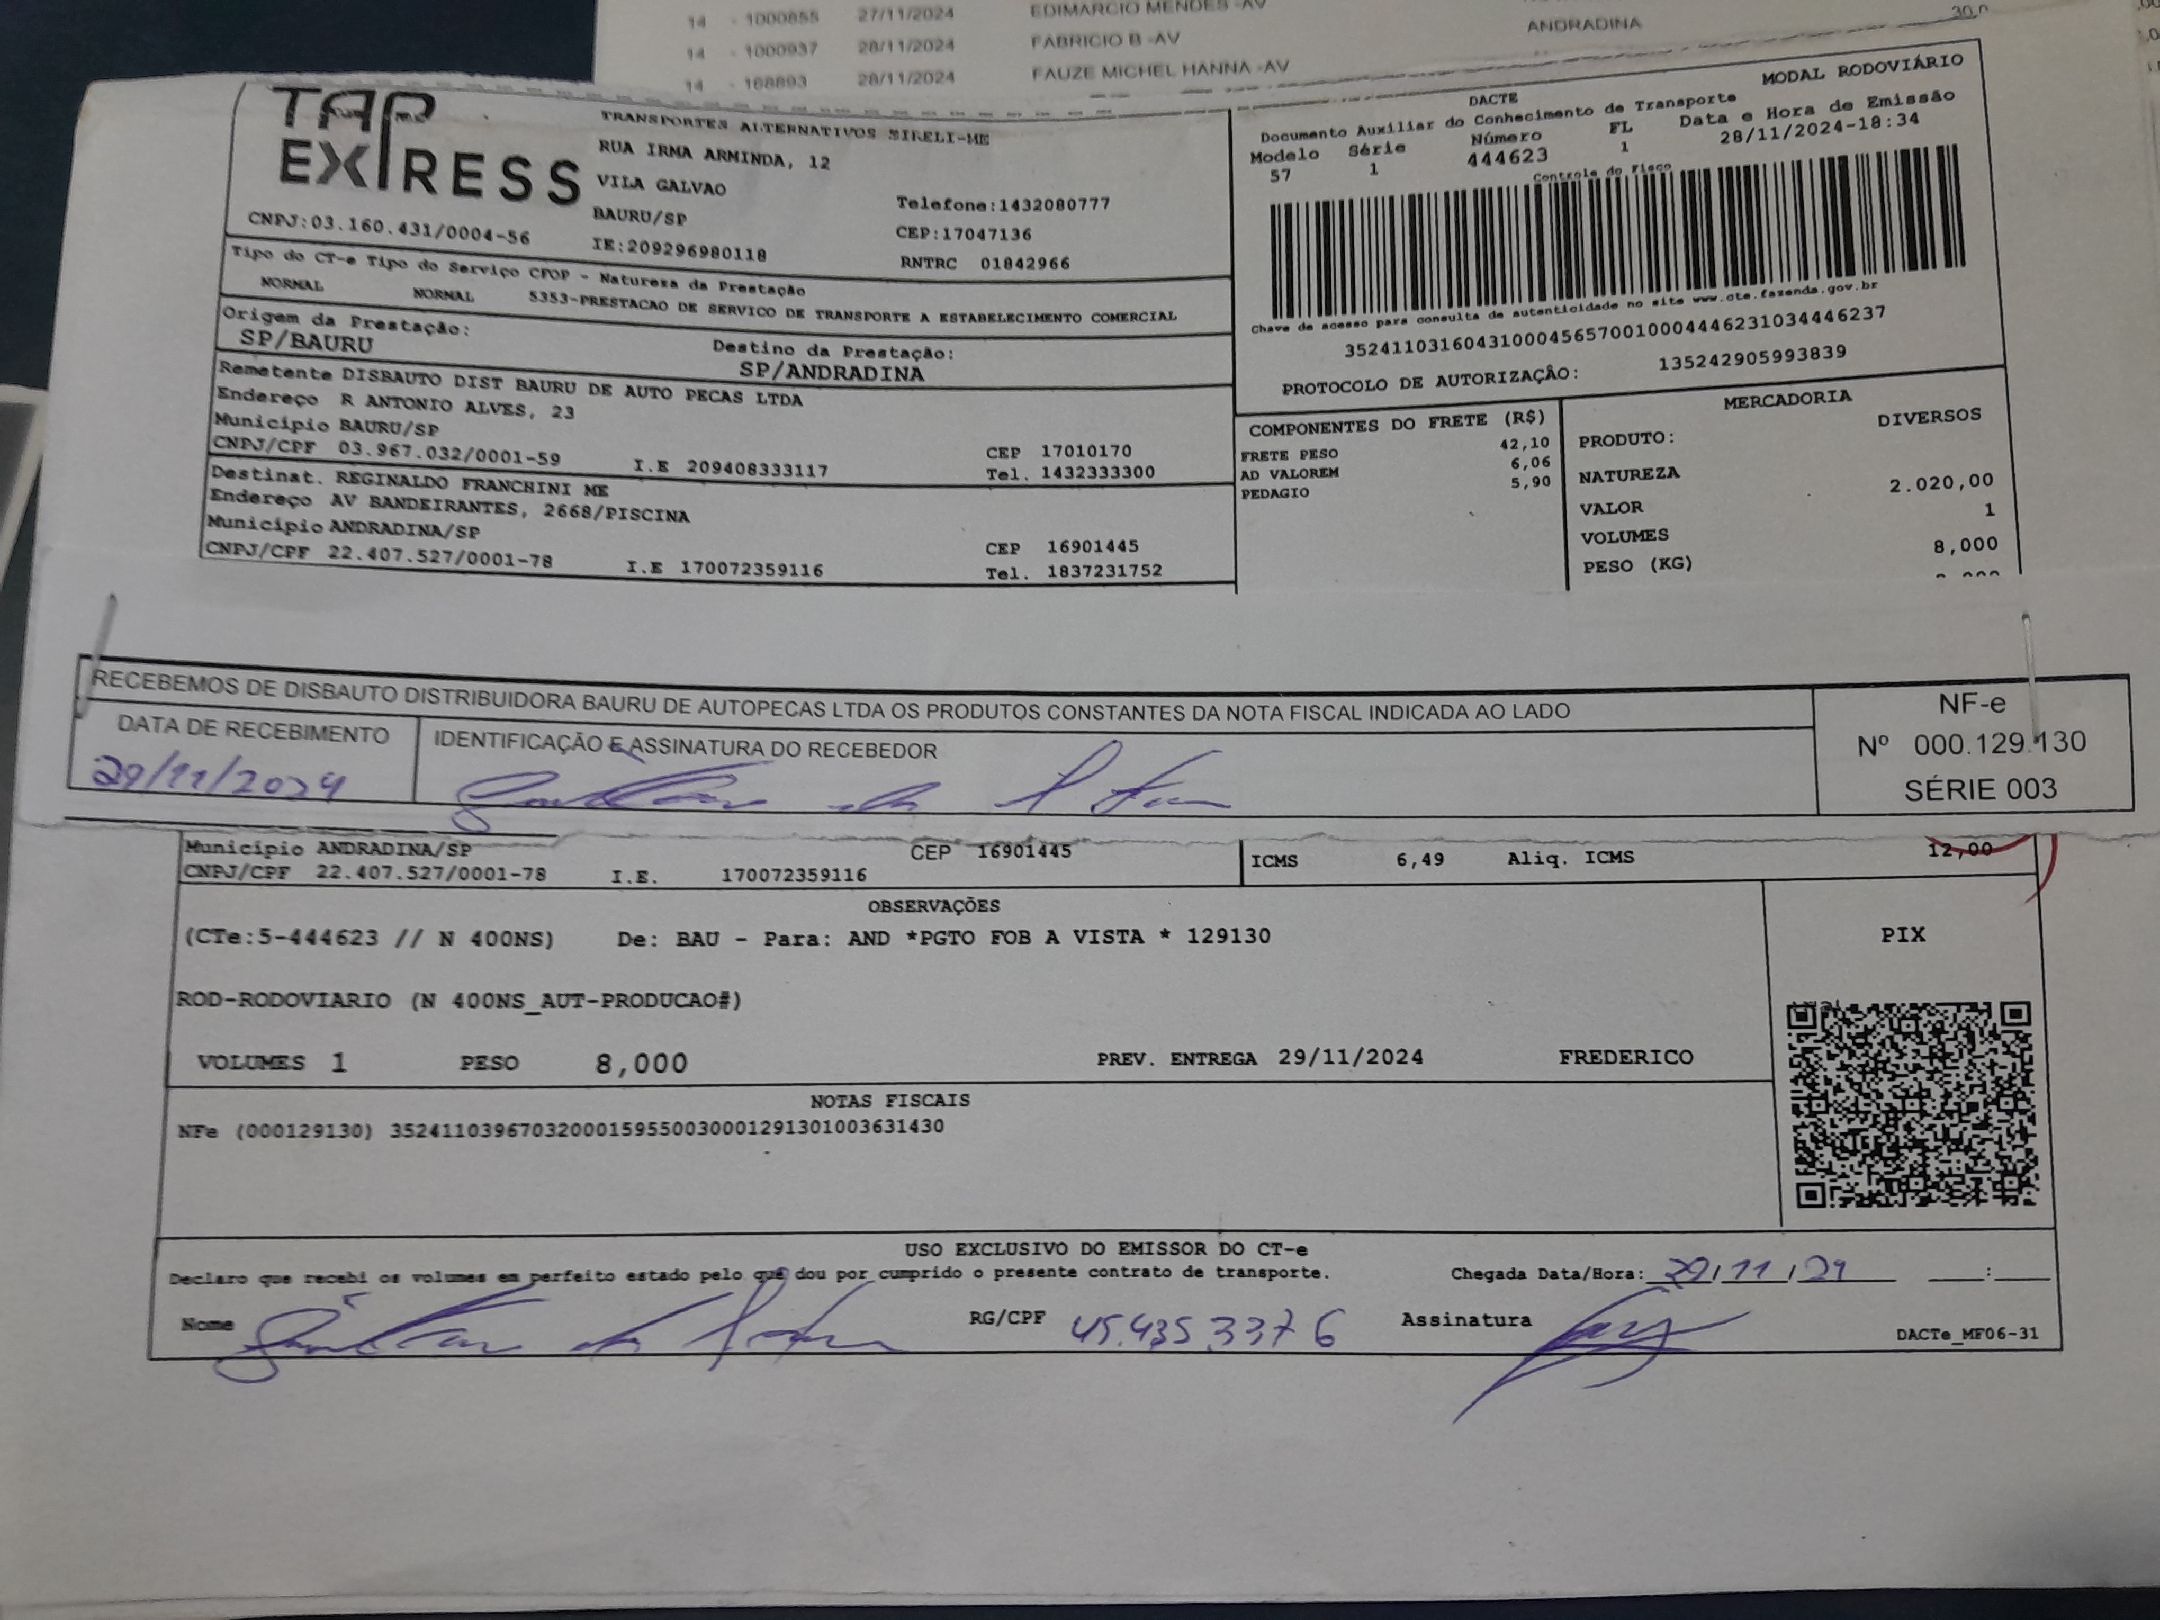 14 - 1000855 27/11/2024 EDIMARCIO MENDES -AV
14 - 1000937 28/11/2024 FABRICIO B -AV ANDRADINA
14 - 168893 28/11/2024 FAUZE MICHEL HANNA -AV
TAP EXPRESS
CNPJ:03.160.431/0004-56
TRANSPORTES ALTERNATIVOS EIRELI-ME
RUA IRMA ARMINDA, 12
VILA GALVAO
BAURU/SP Telefone:1432080777
IE:209296980118 CEP:17047136
RNTRC 01842966
DACTE MODAL RODOVIÁRIO
Documento Auxiliar do Conhecimento de Transporte
Modelo Série Número FL Data e Hora de Emissão
57 1 444623 1 28/11/2024-18:34
Controle do Fisco
Chave de acesso para consulta de autenticidade no site www.cte.fazenda.gov.br
35241103160431000456570010004446231034446237
PROTOCOLO DE AUTORIZAÇÃO: 135242905993839
Tipo do CT-e Tipo do Serviço CFOP - Natureza da Prestação
NORMAL NORMAL 5353-PRESTACAO DE SERVICO DE TRANSPORTE A ESTABELECIMENTO COMERCIAL
Origem da Prestação: Destino da Prestação:
SP/BAURU SP/ANDRADINA
Remetente DISBAUTO DIST BAURU DE AUTO PECAS LTDA
Endereço R ANTONIO ALVES, 23
Município BAURU/SP CEP 17010170
CNPJ/CPF 03.967.032/0001-59 I.E 209408333117 Tel. 1432333300
Destinat. REGINALDO FRANCHINI ME
Endereço AV BANDEIRANTES, 2668/PISCINA
Município ANDRADINA/SP CEP 16901445
CNPJ/CPF 22.407.527/0001-78 I.E 170072359116 Tel. 1837231752
COMPONENTES DO FRETE (R$)
FRETE PESO 42,10
AD VALOREM 6,06
PEDAGIO 5,90
MERCADORIA
PRODUTO: DIVERSOS
NATUREZA
VALOR 2.020,00
VOLUMES 1
PESO (KG) 8,000
RECEBEMOS DE DISBAUTO DISTRIBUIDORA BAURU DE AUTOPECAS LTDA OS PRODUTOS CONSTANTES DA NOTA FISCAL INDICADA AO LADO
DATA DE RECEBIMENTO IDENTIFICAÇÃO E ASSINATURA DO RECEBEDOR
29/11/2024
NF-e
Nº 000.129.130
SÉRIE 003
Município ANDRADINA/SP CEP 16901445
CNPJ/CPF 22.407.527/0001-78 I.E. 170072359116
ICMS 6,49 Aliq. ICMS 12,00
OBSERVAÇÕES
(CTe:5-444623 // N 400NS) De: BAU - Para: AND *PGTO FOB A VISTA * 129130
PIX
ROD-RODOVIARIO (N 400NS_AUT-PRODUCAO#)
VOLUMES 1 PESO 8,000 PREV. ENTREGA 29/11/2024 FREDERICO
NOTAS FISCAIS
NFe (000129130) 35241103967032000159550030001291301003631430
USO EXCLUSIVO DO EMISSOR DO CT-e
Declaro que recebi os volumes em perfeito estado pelo que dou por cumprido o presente contrato de transporte. Chegada Data/Hora: 29/11/24 __:__
Nome RG/CPF 45.435.337 6 Assinatura
DACTe_MF06-31